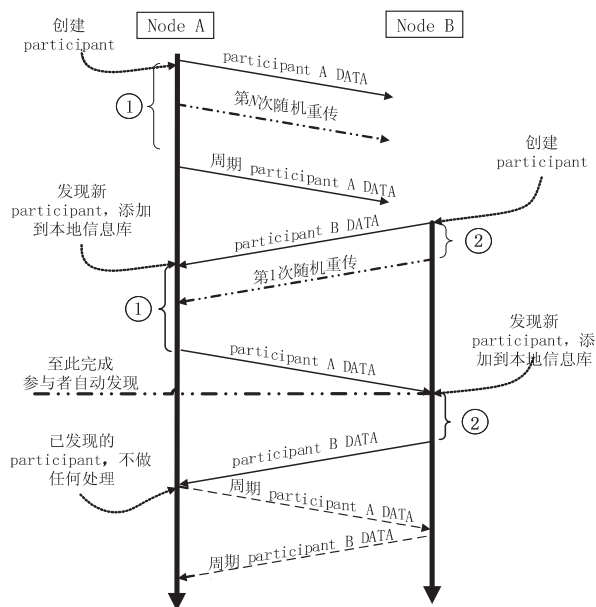 创建
participant
Node A
Node B
participant A DATA
①
第N次随机重传
创建
participant
周期 participant A DATA
发现新
participant，添加
到本地信息库
participant B DATA
②
第1次随机重传
①
发现新
participant，添
加到本地信息库
participant A DATA
至此完成
参与者自动发现
②
已发现的
participant，不做
任何处理
participant B DATA
周期 participant A DATA
周期 participant B DATA